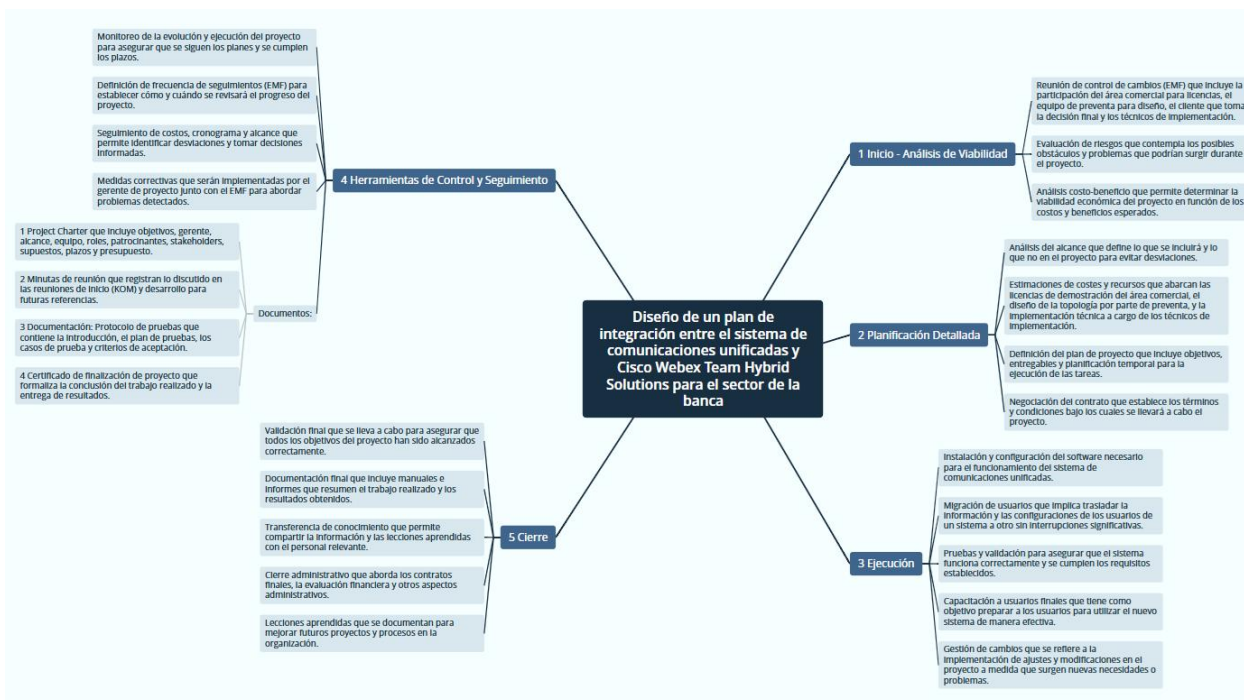 Diseño de un plan de
integración entre el sistema de
comunicaciones unificadas y
Cisco Webex Team Hybrid
Solutions para el sector de la
banca
1 Inicio - Análisis de Viabilidad
Reunión de control de cambios (EMF) que incluye la
participación del área comercial para licencias, el
equipo de preventa para diseño, el cliente que toma
la decisión final y los técnicos de implementación.
Evaluación de riesgos que contempla los posibles
obstáculos y problemas que podrían surgir durante
el proyecto.
Análisis costo-beneficio que permite determinar la
viabilidad económica del proyecto en función de los
costos y beneficios esperados.
2 Planificación Detallada
Análisis del alcance que define lo que se incluirá y lo
que no en el proyecto para evitar desviaciones.
Estimaciones de costes y recursos que abarcan las
licencias de demostración del área comercial, el
diseño de la topología por parte de preventa, y la
implementación técnica a cargo de los técnicos de
implementación.
Definición del plan de proyecto que incluye objetivos,
entregables y planificación temporal para la
ejecución de las tareas.
Negociación del contrato que establece los términos
y condiciones bajo los cuales se llevará a cabo el
proyecto.
3 Ejecución
Instalación y configuración del software necesario
para el funcionamiento del sistema de
comunicaciones unificadas.
Migración de usuarios que implica trasladar la
información y las configuraciones de los usuarios de
un sistema a otro sin interrupciones significativas.
Pruebas y validación para asegurar que el sistema
funciona correctamente y se cumplen los requisitos
establecidos.
Capacitación a usuarios finales que tiene como
objetivo preparar a los usuarios para utilizar el nuevo
sistema de manera efectiva.
Gestión de cambios que se refiere a la
implementación de ajustes y modificaciones en el
proyecto a medida que surgen nuevas necesidades o
problemas.
4 Herramientas de Control y Seguimiento
Monitoreo de la evolución y ejecución del proyecto
para asegurar que se siguen los planes y se cumplen
los plazos.
Definición de frecuencia de seguimientos (EMF) para
establecer cómo y cuándo se revisará el progreso del
proyecto.
Seguimiento de costos, cronograma y alcance que
permite identificar desviaciones y tomar decisiones
informadas.
Medidas correctivas que serán implementadas por el
gerente de proyecto junto con el EMF para abordar
problemas detectados.
Documentos:
1 Project Charter que incluye objetivos, gerente,
alcance, equipo, roles, patrocinantes, stakeholders,
supuestos, plazos y presupuesto.
2 Minutas de reunión que registran lo discutido en
las reuniones de inicio (KOM) y desarrollo para
futuras referencias.
3 Documentación: Protocolo de pruebas que
contiene la introducción, el plan de pruebas, los
casos de prueba y criterios de aceptación.
4 Certificado de finalización de proyecto que
formaliza la conclusión del trabajo realizado y la
entrega de resultados.
5 Cierre
Validación final que se lleva a cabo para asegurar que
todos los objetivos del proyecto han sido alcanzados
correctamente.
Documentación final que incluye manuales e
informes que resumen el trabajo realizado y los
resultados obtenidos.
Transferencia de conocimiento que permite
compartir la información y las lecciones aprendidas
con el personal relevante.
Cierre administrativo que aborda los contratos
finales, la evaluación financiera y otros aspectos
administrativos.
Lecciones aprendidas que se documentan para
mejorar futuros proyectos y procesos en la
organización.